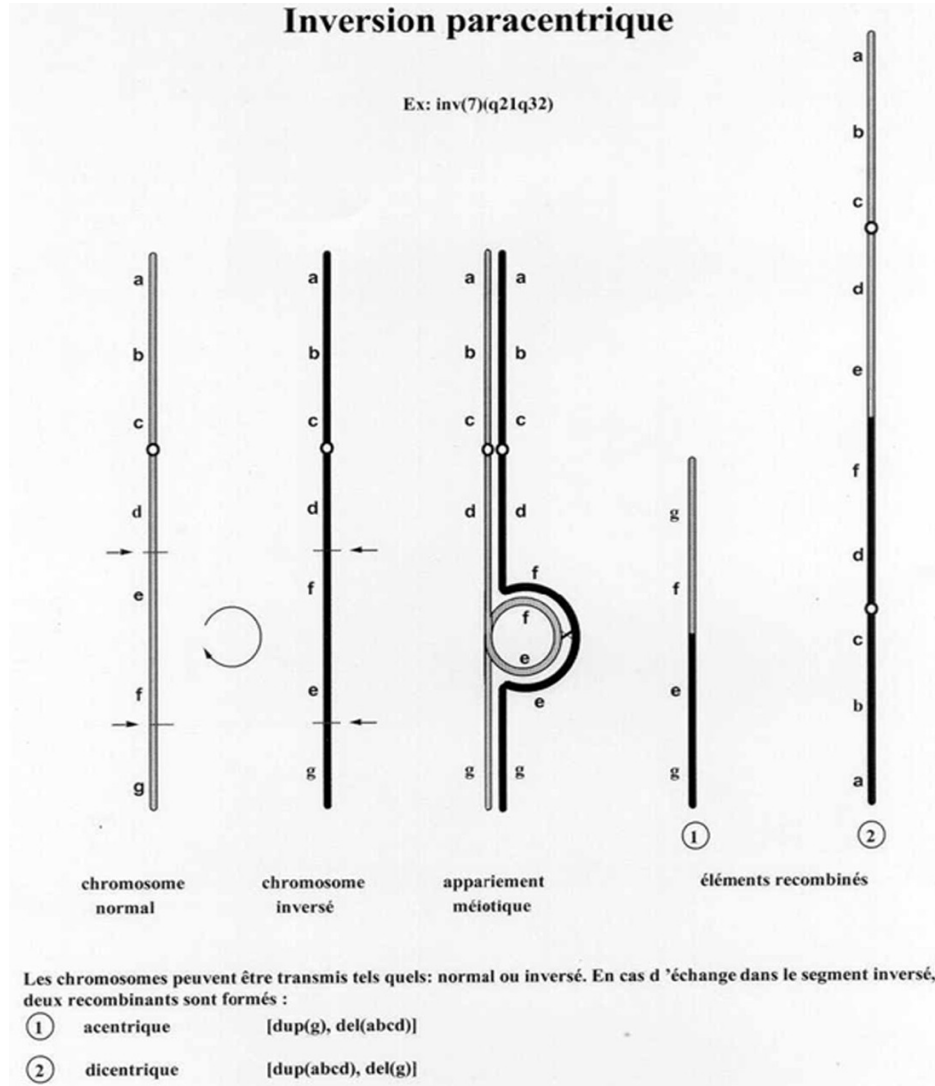 Inversion paracentrique
Ex: inv(7)(q21q32)
a
b
c
d
e
f
g
a
b
c
d
f
e
g
a a
b b
c c
d d
f
f
e
e
g g
g
f
e
g
1
a
b
c
d
e
f
d
c
b
a
2
chromosome
normal
chromosome
inversé
appariement
méiotique
éléments recombinés
Les chromosomes peuvent être transmis tels quels: normal ou inversé. En cas d ’échange dans le segment inversé,
deux recombinants sont formés :
1 acentrique [dup(g), del(abcd)]
2 dicentrique [dup(abcd), del(g)]